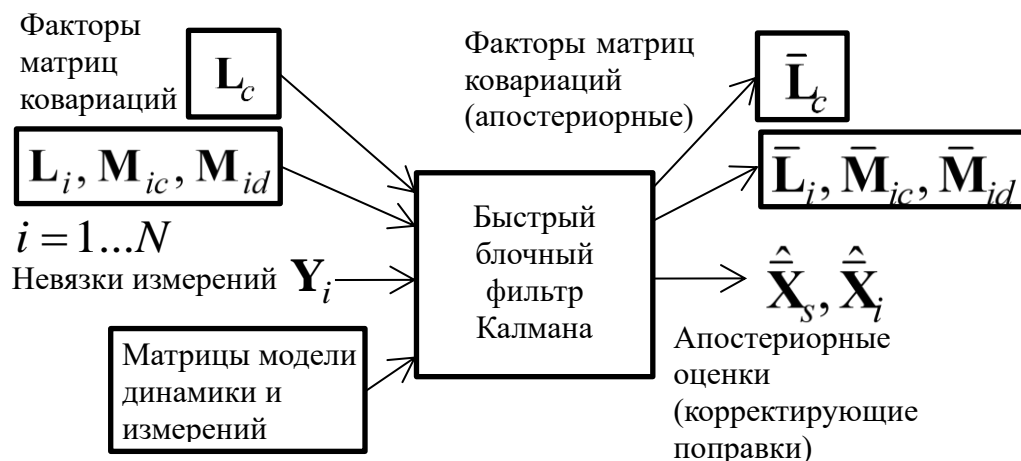 Факторы
матриц
ковариаций
L_c
L_i, M_ic, M_id
i = 1...N
Невязки измерений Y_i
Матрицы модели
динамики и
измерений
Быстрый
блочный
фильтр
Калмана
Факторы матриц
ковариаций
(апостериорные)
L̄_c
L̄_i, M̄_ic, M̄_id
X̄̂_s, X̄̂_i
Апостериорные
оценки
(корректирующие
поправки)